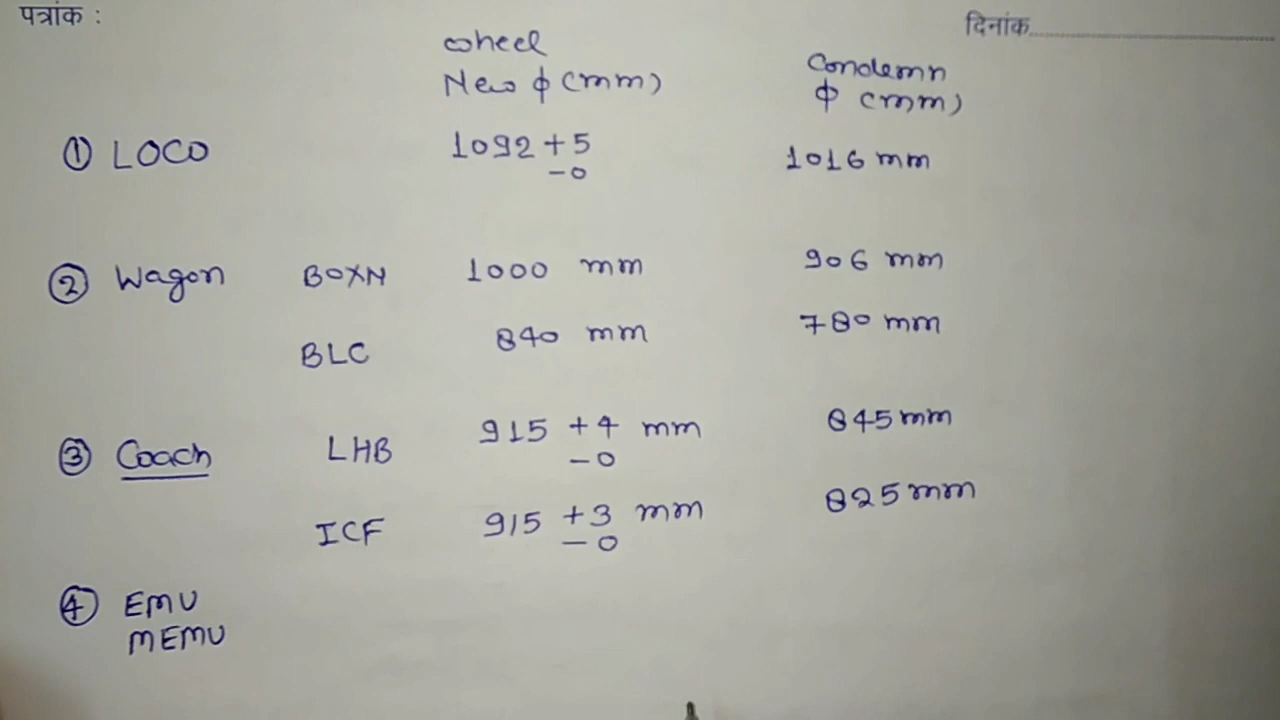 पत्रांक :
दिनांक
wheel
New ϕ (mm)
Condemn
ϕ (mm)
① LOCO 1092 +5 1016 mm
-0
② Wagon BOXN 1000 mm 906 mm
BLC 840 mm 780 mm
③ Coach LHB 915 +4 mm 845 mm
-0
ICF 915 +3 mm 825 mm
-0
④ EMU
MEMU